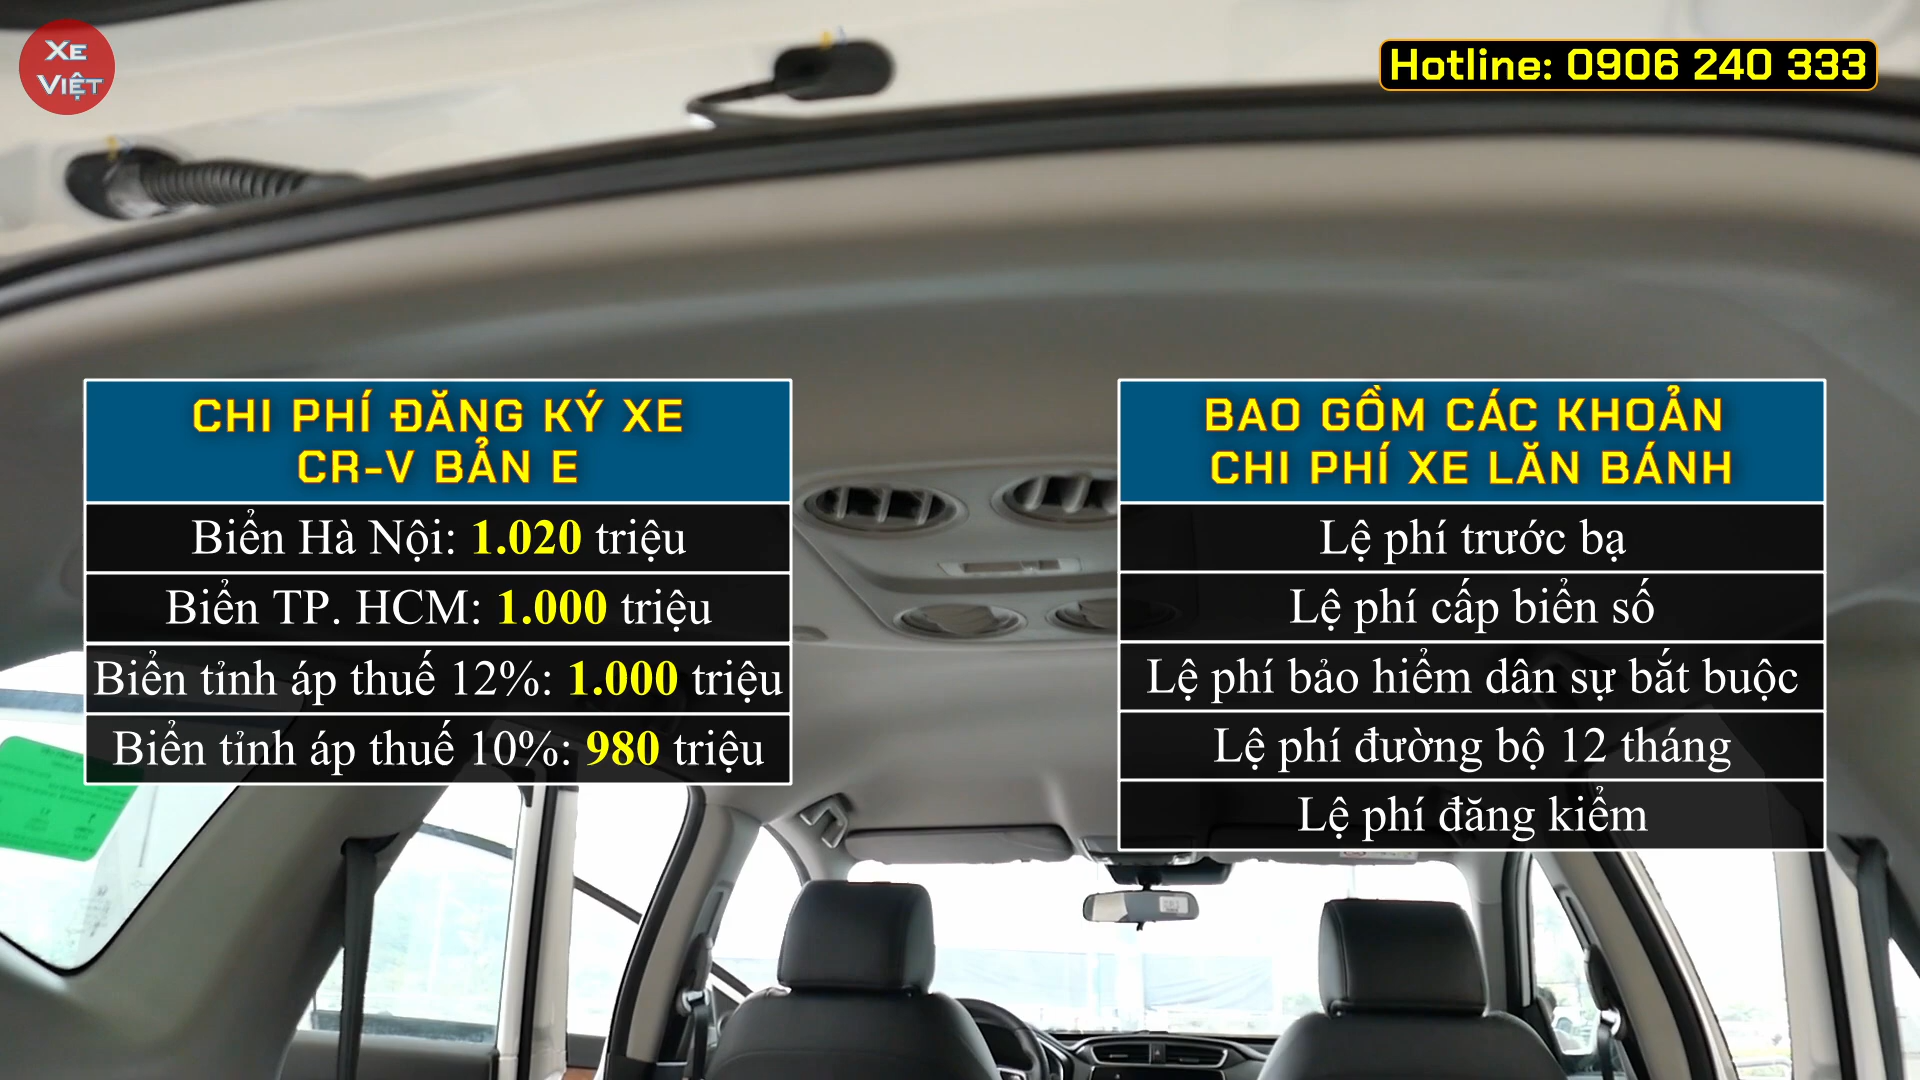 XE
VIỆT
Hotline: 0906 240 333
CHI PHÍ ĐĂNG KÝ XE
CR-V BẢN E
Biển Hà Nội: 1.020 triệu
Biển TP. HCM: 1.000 triệu
Biển tỉnh áp thuế 12%: 1.000 triệu
Biển tỉnh áp thuế 10%: 980 triệu
BAO GỒM CÁC KHOẢN
CHI PHÍ XE LĂN BÁNH
Lệ phí trước bạ
Lệ phí cấp biển số
Lệ phí bảo hiểm dân sự bắt buộc
Lệ phí đường bộ 12 tháng
Lệ phí đăng kiểm